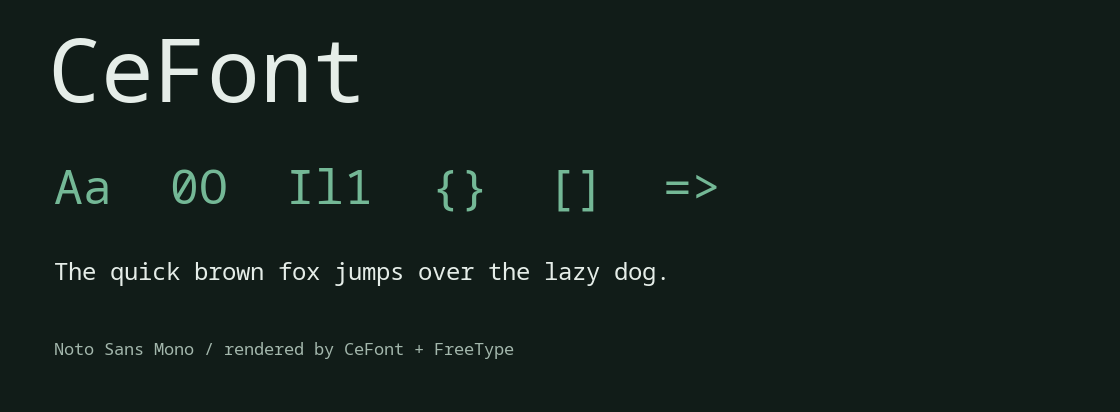 CeFont
Aa  0O  Il1  {}  []  =>
The quick brown fox jumps over the lazy dog.
Noto Sans Mono / rendered by CeFont + FreeType